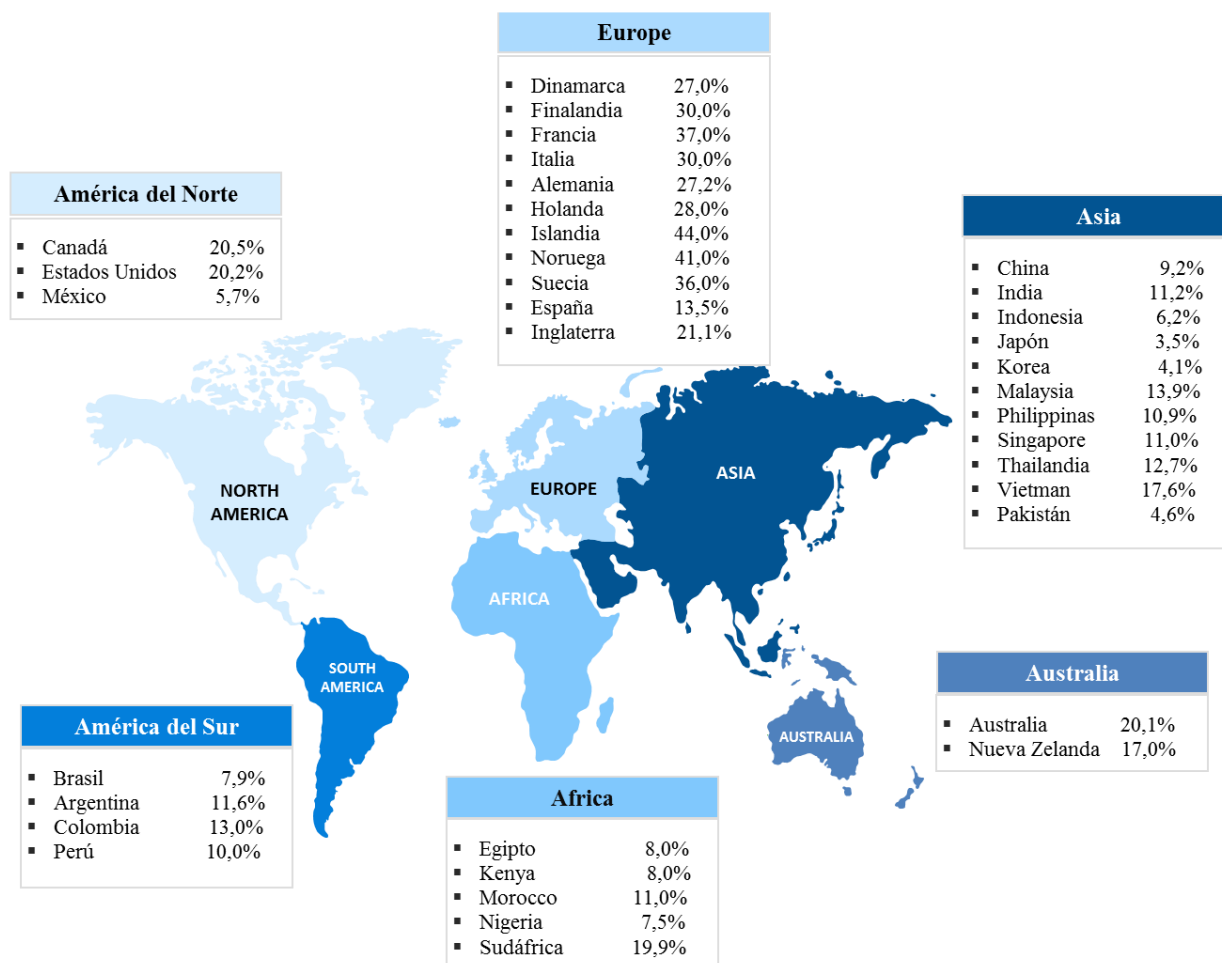 Europe
▪ Dinamarca 27,0%
▪ Finalandia 30,0%
▪ Francia 37,0%
▪ Italia 30,0%
▪ Alemania 27,2%
▪ Holanda 28,0%
▪ Islandia 44,0%
▪ Noruega 41,0%
▪ Suecia 36,0%
▪ España 13,5%
▪ Inglaterra 21,1%
América del Norte
▪ Canadá 20,5%
▪ Estados Unidos 20,2%
▪ México 5,7%
Asia
▪ China 9,2%
▪ India 11,2%
▪ Indonesia 6,2%
▪ Japón 3,5%
▪ Korea 4,1%
▪ Malaysia 13,9%
▪ Philippinas 10,9%
▪ Singapore 11,0%
▪ Thailandia 12,7%
▪ Vietman 17,6%
▪ Pakistán 4,6%
NORTH
AMERICA
EUROPE
ASIA
AFRICA
SOUTH
AMERICA
AUSTRALIA
Australia
▪ Australia 20,1%
▪ Nueva Zelanda 17,0%
América del Sur
▪ Brasil 7,9%
▪ Argentina 11,6%
▪ Colombia 13,0%
▪ Perú 10,0%
Africa
▪ Egipto 8,0%
▪ Kenya 8,0%
▪ Morocco 11,0%
▪ Nigeria 7,5%
▪ Sudáfrica 19,9%